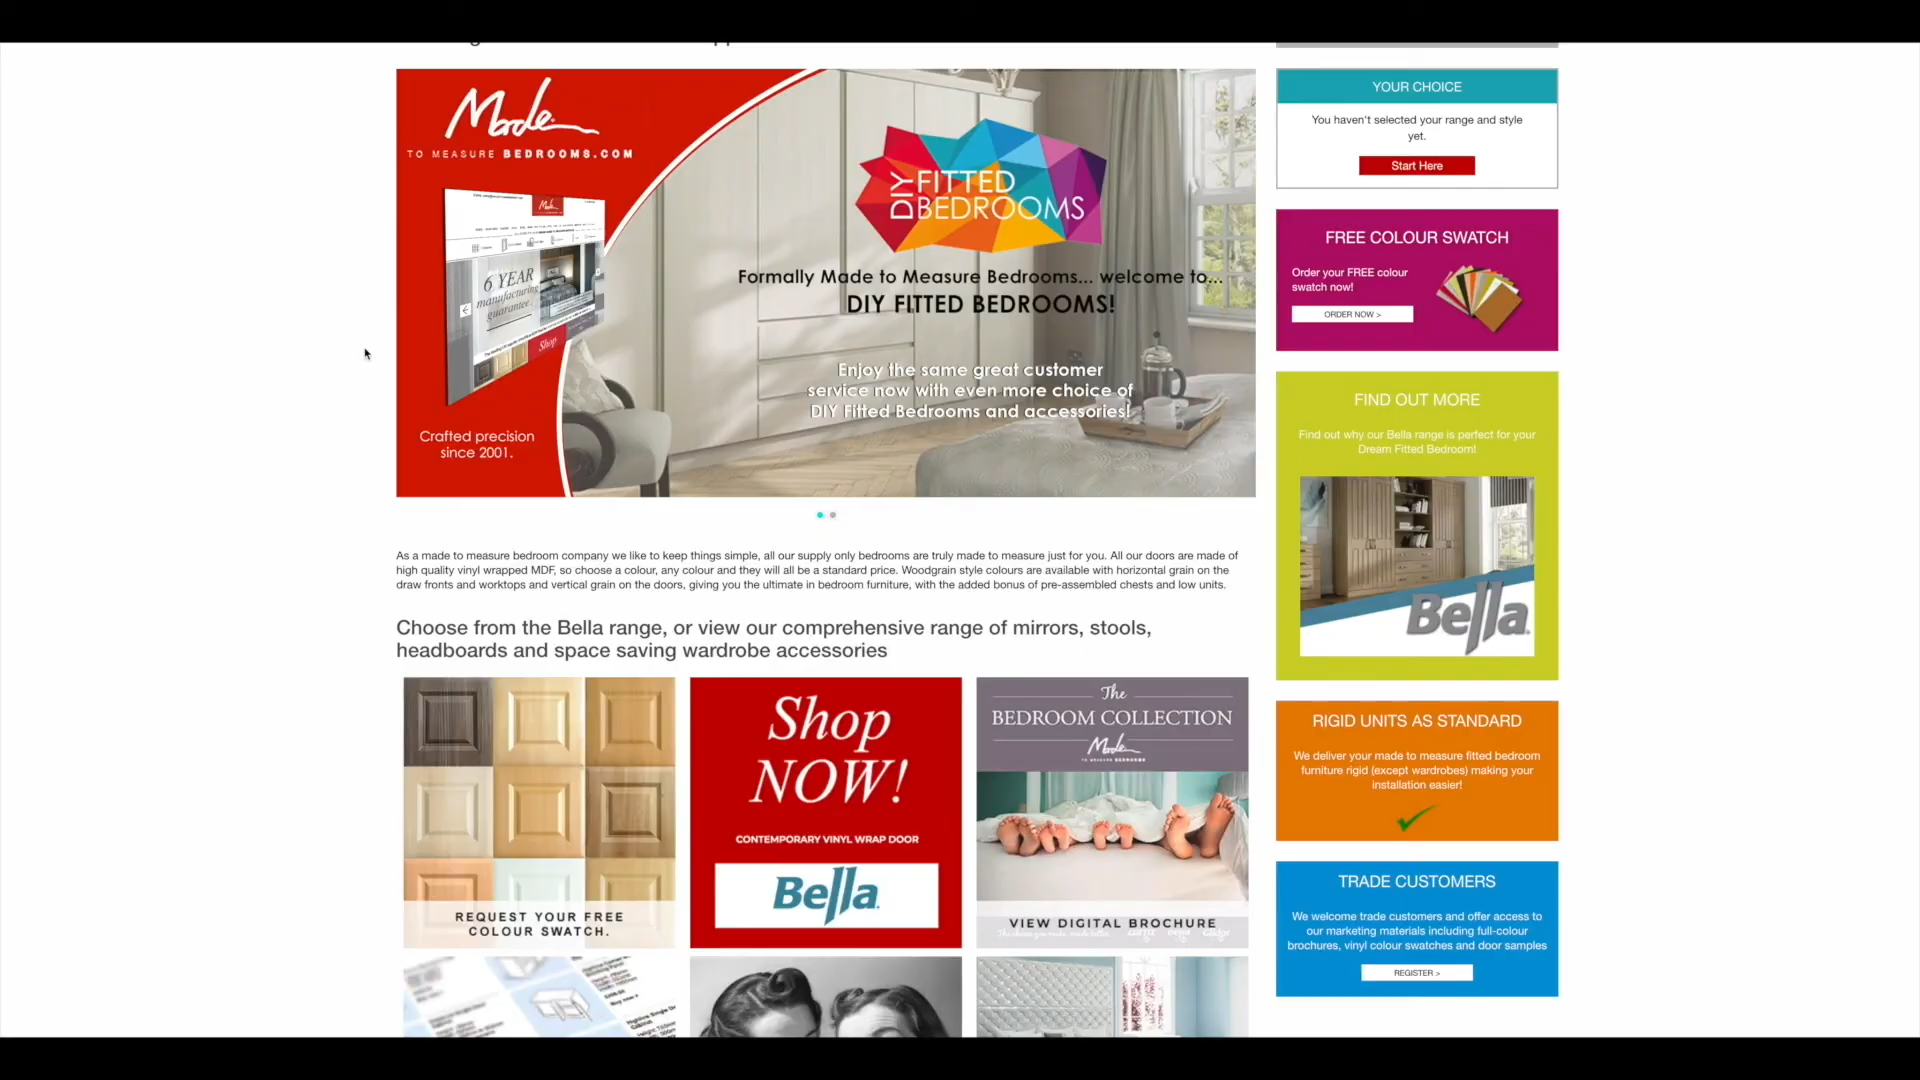 Made
TO MEASURE BEDROOMS.COM
Made
6 YEAR
manufacturing
guarantee.
Shop
Crafted precision
since 2001.
DIY FITTED
BEDROOMS
Formally Made to Measure Bedrooms... welcome to...
DIY FITTED BEDROOMS!
Enjoy the same great customer
service now with even more choice of
DIY Fitted Bedrooms and accessories!
As a made to measure bedroom company we like to keep things simple, all our supply only bedrooms are truly made to measure just for you. All our doors are made of
high quality vinyl wrapped MDF, so choose a colour, any colour and they will all be a standard price. Woodgrain style colours are available with horizontal grain on the
draw fronts and worktops and vertical grain on the doors, giving you the ultimate in bedroom furniture, with the added bonus of pre-assembled chests and low units.
Choose from the Bella range, or view our comprehensive range of mirrors, stools,
headboards and space saving wardrobe accessories
REQUEST YOUR FREE
COLOUR SWATCH.
Shop
NOW!
CONTEMPORARY VINYL WRAP DOOR
Bella
The
BEDROOM COLLECTION
Made
TO MEASURE BEDROOMS
VIEW DIGITAL BROCHURE
YOUR CHOICE
You haven't selected your range and style
yet.
Start Here
FREE COLOUR SWATCH
Order your FREE colour
swatch now!
ORDER NOW >
FIND OUT MORE
Find out why our Bella range is perfect for your
Dream Fitted Bedroom!
Bella
RIGID UNITS AS STANDARD
We deliver your made to measure fitted bedroom
furniture rigid (except wardrobes) making your
installation easier!
TRADE CUSTOMERS
We welcome trade customers and offer access to
our marketing materials including full-colour
brochures, vinyl colour swatches and door samples
REGISTER >